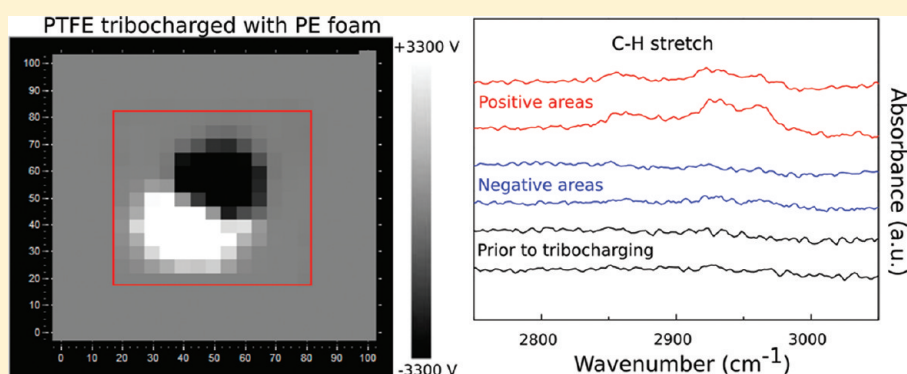 PTFE tribocharged with PE foam
+3300 V
-3300 V
100
90
80
70
60
50
40
30
20
10
0
0 10 20 30 40 50 60 70 80 90 100
C-H stretch
Positive areas
Negative areas
Prior to tribocharging
Absorbance (a.u.)
2800 2900 3000
Wavenumber (cm⁻¹)